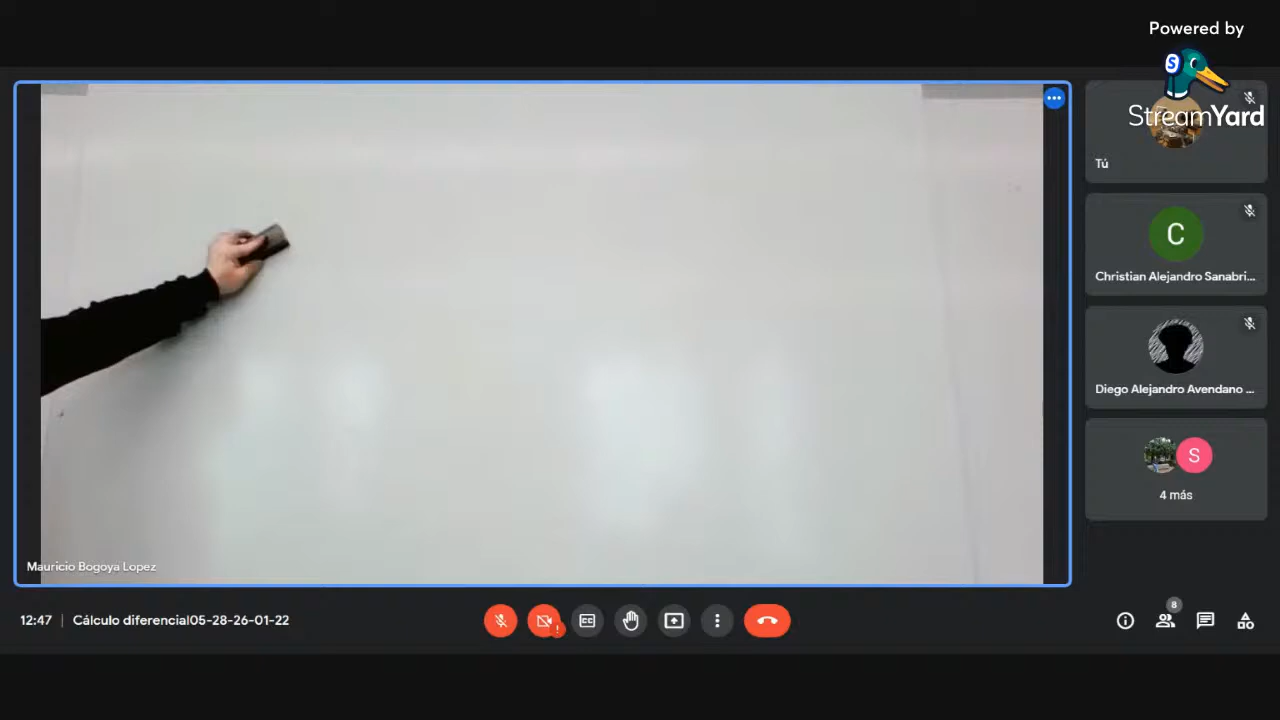 Powered by
S
StreamYard
Tú
C
Christian Alejandro Sanabri...
Diego Alejandro Avendano ...
S
4 más
Mauricio Bogoya Lopez
12:47 | Cálculo diferencial05-28-26-01-22
CC
8